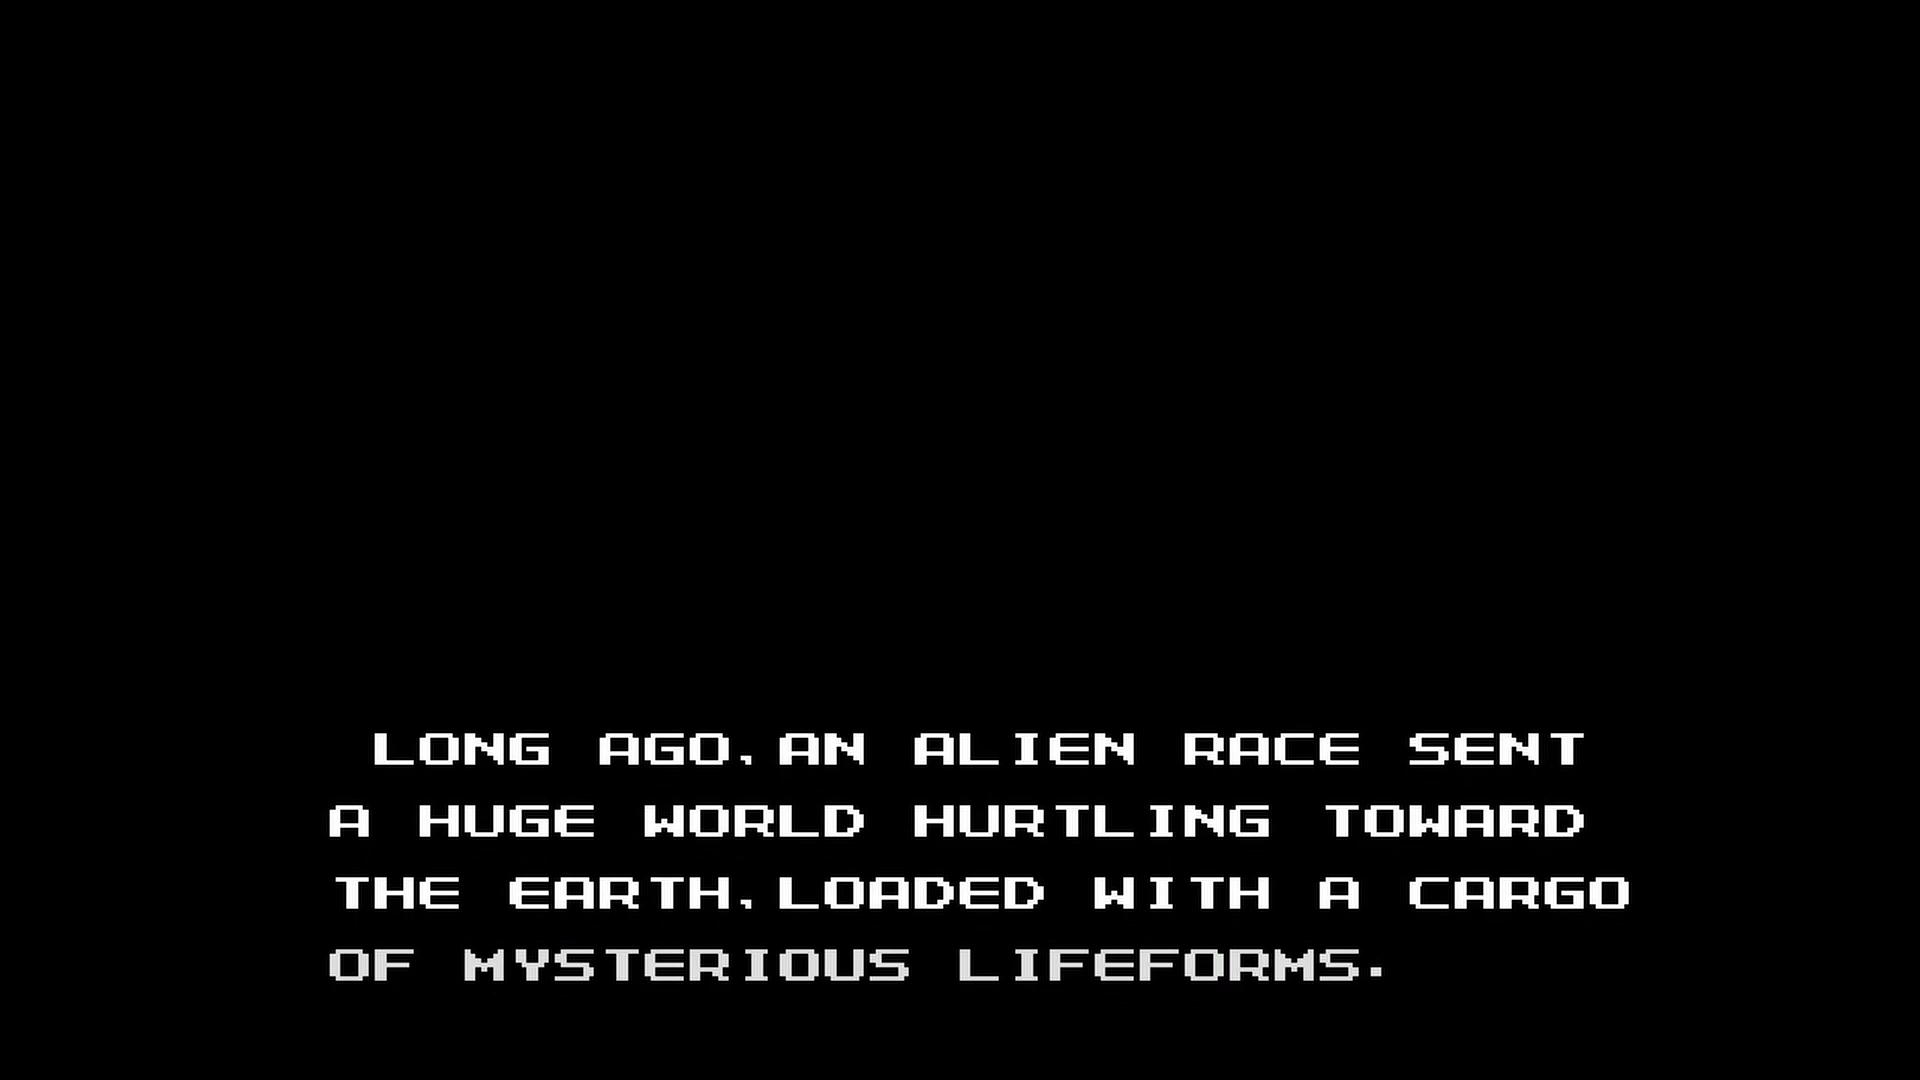 LONG AGO,AN ALIEN RACE SENT
A HUGE WORLD HURTLING TOWARD
THE EARTH,LOADED WITH A CARGO
OF MYSTERIOUS LIFEFORMS.